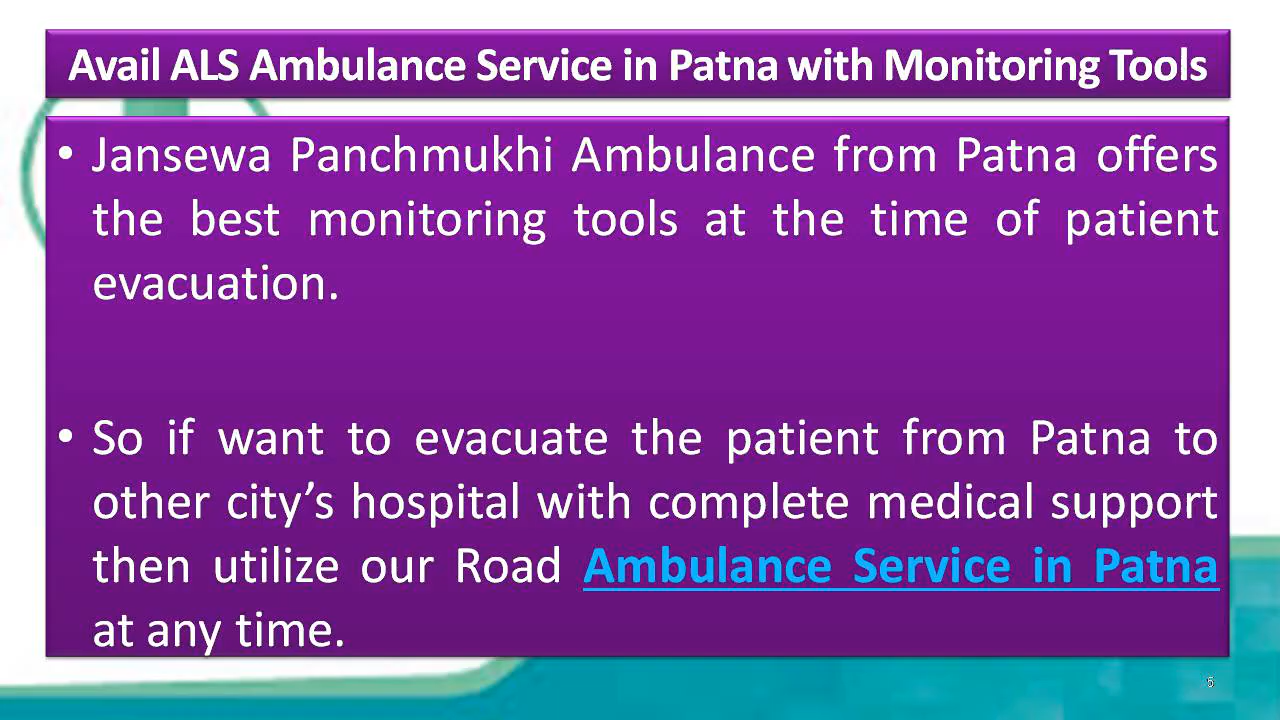 Avail ALS Ambulance Service in Patna with Monitoring Tools
• Jansewa Panchmukhi Ambulance from Patna offers
the best monitoring tools at the time of patient
evacuation.
• So if want to evacuate the patient from Patna to
other city’s hospital with complete medical support
then utilize our Road Ambulance Service in Patna
at any time.
5